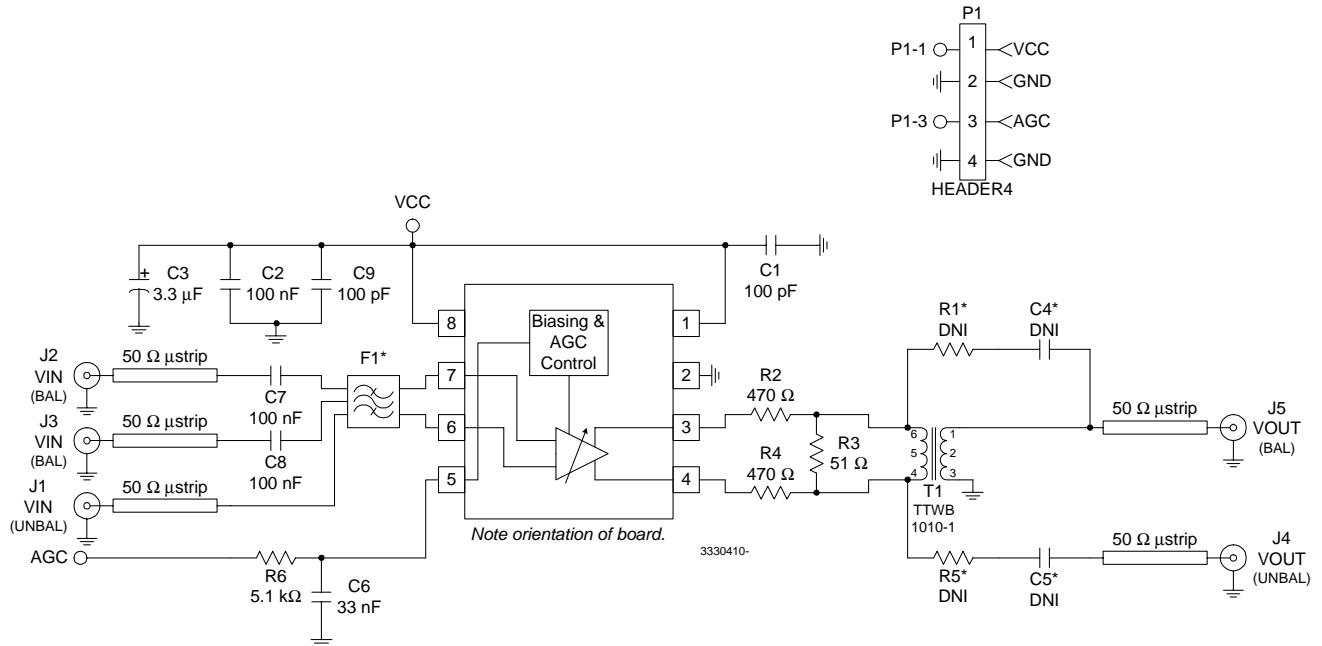 P1
P1-1
1
VCC
2
GND
P1-3
3
AGC
4
GND
HEADER4
VCC
+
C3
3.3 µF
C2
100 nF
C9
100 pF
C1
100 pF
8
Biasing &
AGC
Control
1
J2
VIN
(BAL)
50 Ω µstrip
C7
100 nF
F1*
7
2
J3
VIN
(BAL)
50 Ω µstrip
C8
100 nF
6
3
J1
VIN
(UNBAL)
50 Ω µstrip
5
4
AGC
R6
5.1 kΩ
C6
33 nF
Note orientation of board.
3330410-
R2
470 Ω
R4
470 Ω
R3
51 Ω
R1*
DNI
C4*
DNI
6
5
4
1
2
3
T1
TTWB
1010-1
50 Ω µstrip
J5
VOUT
(BAL)
R5*
DNI
C5*
DNI
50 Ω µstrip
J4
VOUT
(UNBAL)